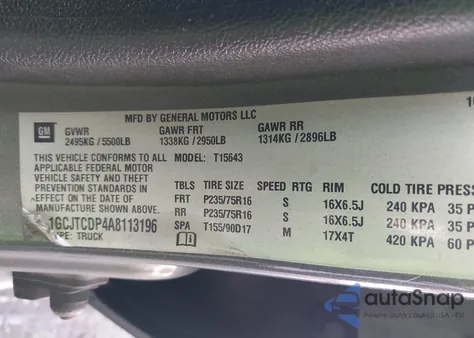 MFD BY GENERAL MOTORS LLC
10
GM
GVWR GAWR FRT GAWR RR
2495KG / 5500LB 1338KG / 2950LB 1314KG / 2896LB
THIS VEHICLE CONFORMS TO ALL MODEL: T15643
APPLICABLE FEDERAL MOTOR
VEHICLE SAFETY AND THEFT
PREVENTION STANDARDS IN
EFFECT ON THE DATE OF
MANUFACTURE SHOWN ABOVE.
1GCJTCDP4A8113196
TYPE: TRUCK
TBLS TIRE SIZE SPEED RTG RIM COLD TIRE PRES
FRT P235/75R16 S 16X6.5J 240 KPA 35 P
RR P235/75R16 S 16X6.5J 240 KPA 35
SPA T155/90D17 M 17X4T 420 KPA 60 P
autoSnap